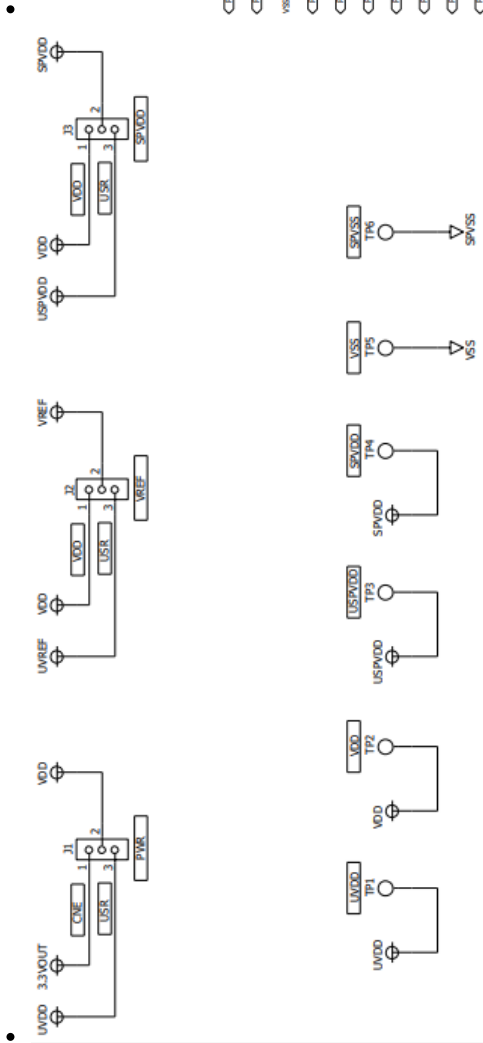 UVDD
3.3VOUT
CNE
USR
J1
1
2
3
VDD
PWR
UVREF
VDD
VDD
USR
J2
1
2
3
VREF
VREF
USPVDD
VDD
VDD
USR
J3
1
2
3
SPVDD
SPVDD
UVDD
UVDD
TP1
VDD
VDD
TP2
USPVDD
USPVDD
TP3
SPVDD
SPVDD
TP4
VSS
TP5
VSS
SPVSS
TP6
SPVSS
VSS